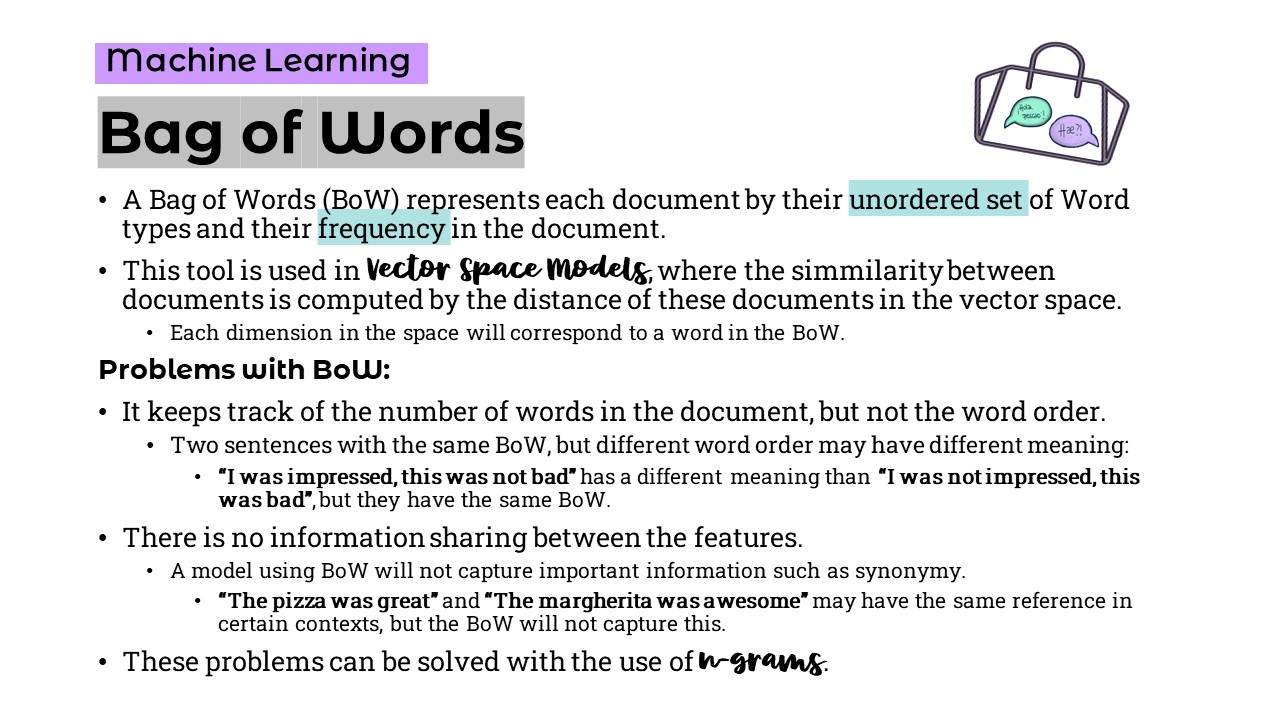 Machine Learning
Bag of Words
¡Hola
Hæ?!
• A Bag of Words (BoW) represents each document by their unordered set of Word
types and their frequency in the document.
• This tool is used in Vector Space Models, where the simmilarity between
documents is computed by the distance of these documents in the vector space.
• Each dimension in the space will correspond to a word in the BoW.
Problems with BoW:
• It keeps track of the number of words in the document, but not the word order.
• Two sentences with the same BoW, but different word order may have different meaning:
• “I was impressed, this was not bad” has a different meaning than “I was not impressed, this
was bad”, but they have the same BoW.
• There is no information sharing between the features.
• A model using BoW will not capture important information such as synonymy.
• “The pizza was great” and “The margherita was awesome” may have the same reference in
certain contexts, but the BoW will not capture this.
• These problems can be solved with the use of n-grams.